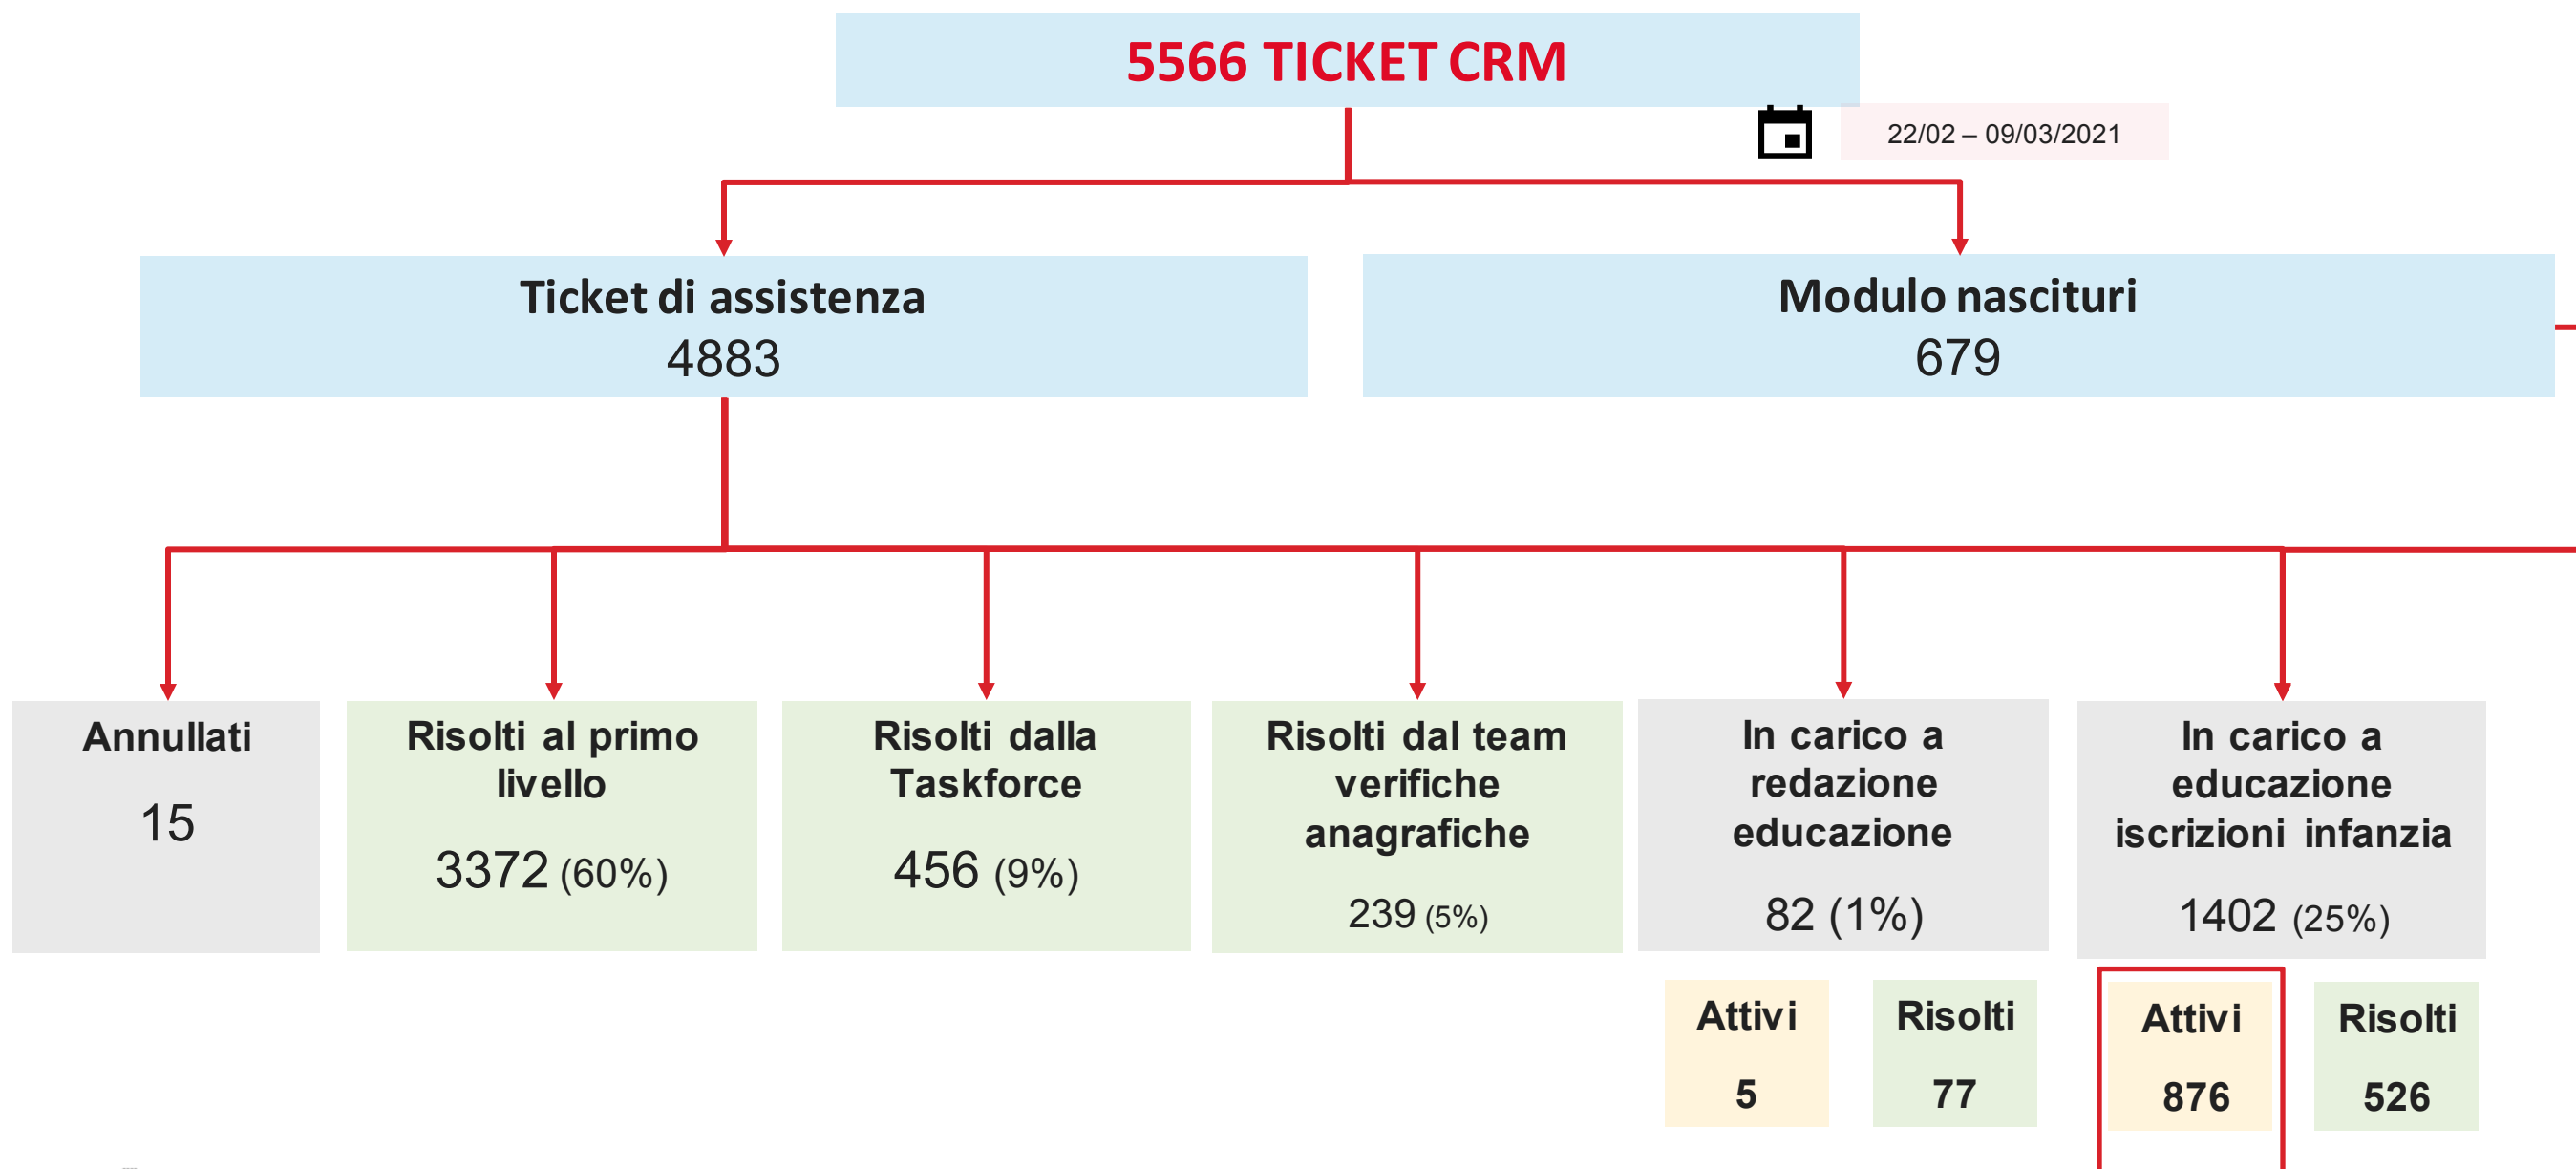 5566 TICKET CRM
22/02 – 09/03/2021
Ticket di assistenza
4883
Modulo nascituri
679
Annullati
15
Risolti al primo
livello
3372 (60%)
Risolti dalla
Taskforce
456 (9%)
Risolti dal team
verifiche
anagrafiche
239 (5%)
In carico a
redazione
educazione
82 (1%)
In carico a
educazione
iscrizioni infanzia
1402 (25%)
Attivi
5
Risolti
77
Attivi
876
Risolti
526